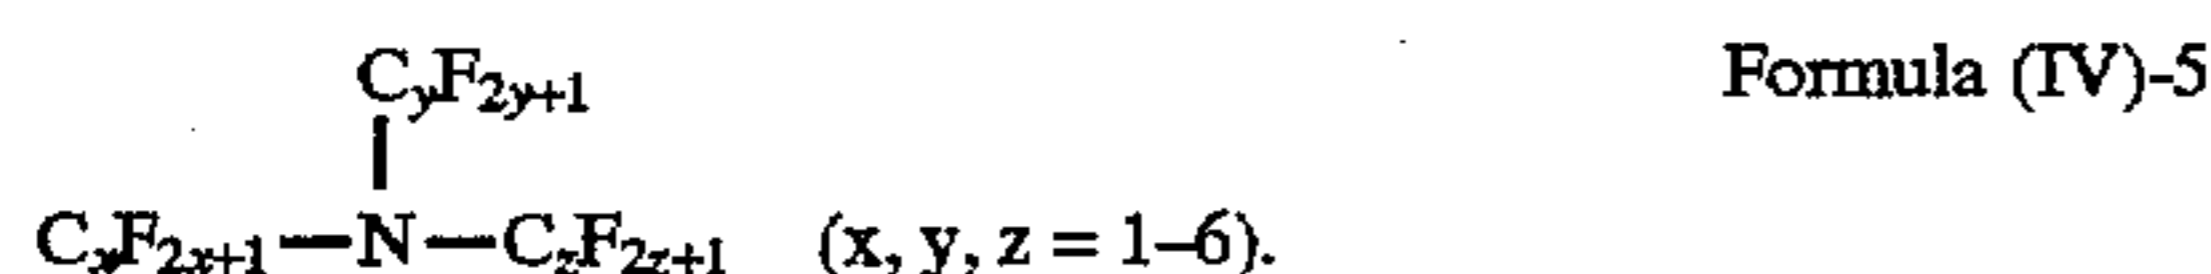 CyF2y+1
Formula (IV)-5
CxF2x+1—N—CzF2z+1 (x, y, z = 1–6).